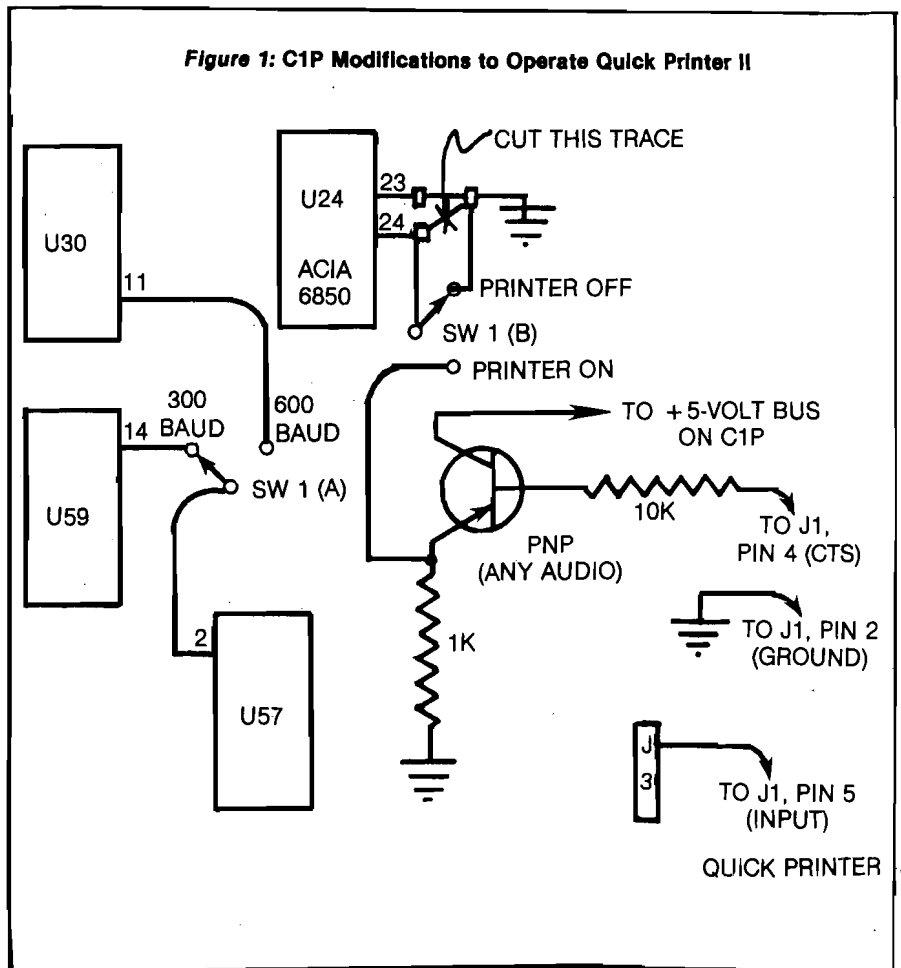 Figure 1: C1P Modifications to Operate Quick Printer II
CUT THIS TRACE
U30
11
U24
ACIA
6850
23
24
PRINTER OFF
SW 1 (B)
PRINTER ON
300
BAUD
600
BAUD
14
U59
SW 1 (A)
TO +5-VOLT BUS
ON C1P
10K
TO J1,
PIN 4 (CTS)
PNP
(ANY AUDIO)
2
U57
1K
TO J1, PIN 2
(GROUND)
J
3
TO J1, PIN 5
(INPUT)
QUICK PRINTER